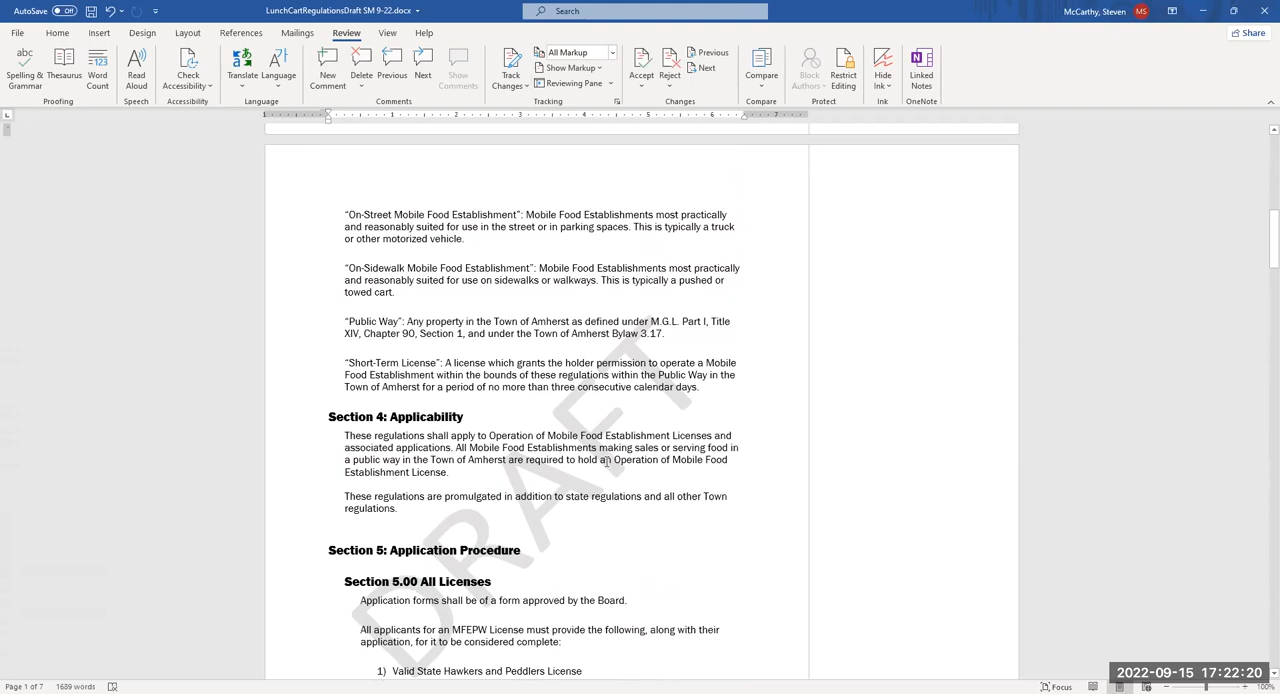 AutoSave Off LunchCartRegulationsDraft SM 9-22.docx Search McCarthy, Steven MS
File Home Insert Design Layout References Mailings Review View Help Share
Spelling & Grammar Thesaurus Word Count Read Aloud Check Accessibility Translate Language New Comment Delete Previous Next Show Comments Track Changes All Markup Show Markup Reviewing Pane Accept Reject Previous Next Compare Block Authors Restrict Editing Hide Ink Linked Notes
Proofing Speech Accessibility Language Comments Tracking Changes Compare Protect Ink OneNote
1 1 2 3 4 5 6 7
“On-Street Mobile Food Establishment”: Mobile Food Establishments most practically
and reasonably suited for use in the street or in parking spaces. This is typically a truck
or other motorized vehicle.
“On-Sidewalk Mobile Food Establishment”: Mobile Food Establishments most practically
and reasonably suited for use on sidewalks or walkways. This is typically a pushed or
towed cart.
“Public Way”: Any property in the Town of Amherst as defined under M.G.L. Part I, Title
XIV, Chapter 90, Section 1, and under the Town of Amherst Bylaw 3.17.
“Short-Term License”: A license which grants the holder permission to operate a Mobile
Food Establishment within the bounds of these regulations within the Public Way in the
Town of Amherst for a period of no more than three consecutive calendar days.
Section 4: Applicability
These regulations shall apply to Operation of Mobile Food Establishment Licenses and
associated applications. All Mobile Food Establishments making sales or serving food in
a public way in the Town of Amherst are required to hold an Operation of Mobile Food
Establishment License.
These regulations are promulgated in addition to state regulations and all other Town
regulations.
Section 5: Application Procedure
Section 5.00 All Licenses
Application forms shall be of a form approved by the Board.
All applicants for an MFEPW License must provide the following, along with their
application, for it to be considered complete:
1) Valid State Hawkers and Peddlers License
DRAFT
2022-09-15 17:22:20
Page 1 of 7 1689 words Focus 100%